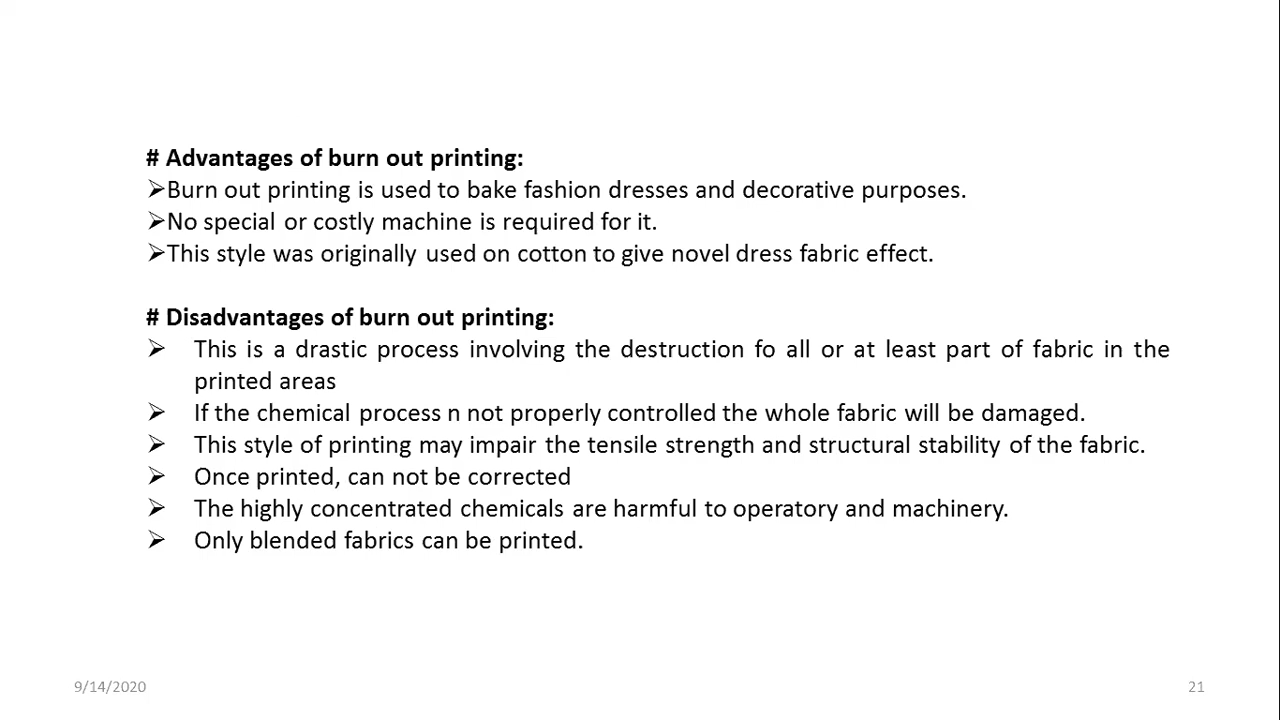 # Advantages of burn out printing:
➢Burn out printing is used to bake fashion dresses and decorative purposes.
➢No special or costly machine is required for it.
➢This style was originally used on cotton to give novel dress fabric effect.
# Disadvantages of burn out printing:
➢ This is a drastic process involving the destruction fo all or at least part of fabric in the
printed areas
➢ If the chemical process n not properly controlled the whole fabric will be damaged.
➢ This style of printing may impair the tensile strength and structural stability of the fabric.
➢ Once printed, can not be corrected
➢ The highly concentrated chemicals are harmful to operatory and machinery.
➢ Only blended fabrics can be printed.
9/14/2020
21